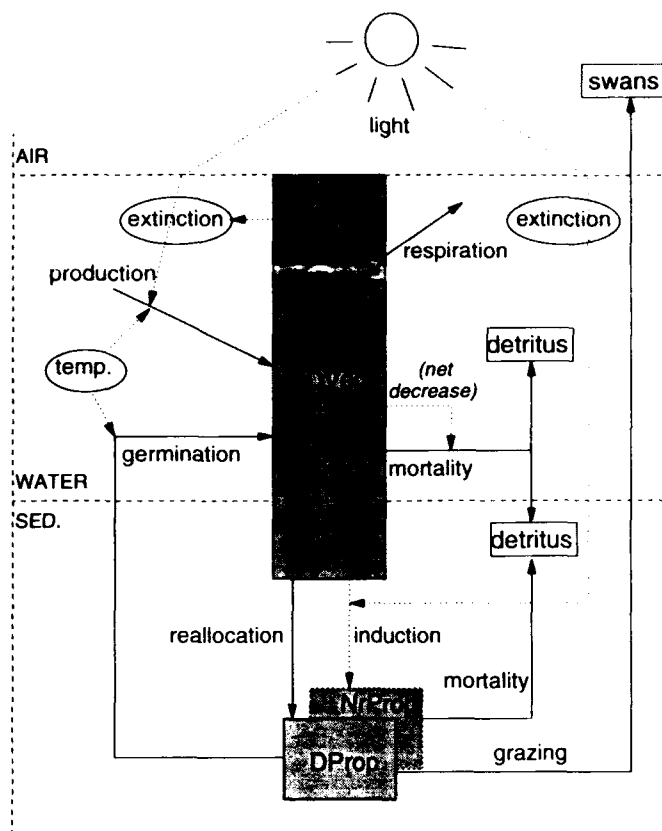 swans
light
AIR
extinction
extinction
respiration
production
detritus
temp.
(net
decrease)
germination
mortality
WATER
SED.
detritus
reallocation
induction
mortality
NrProp
DProp
grazing